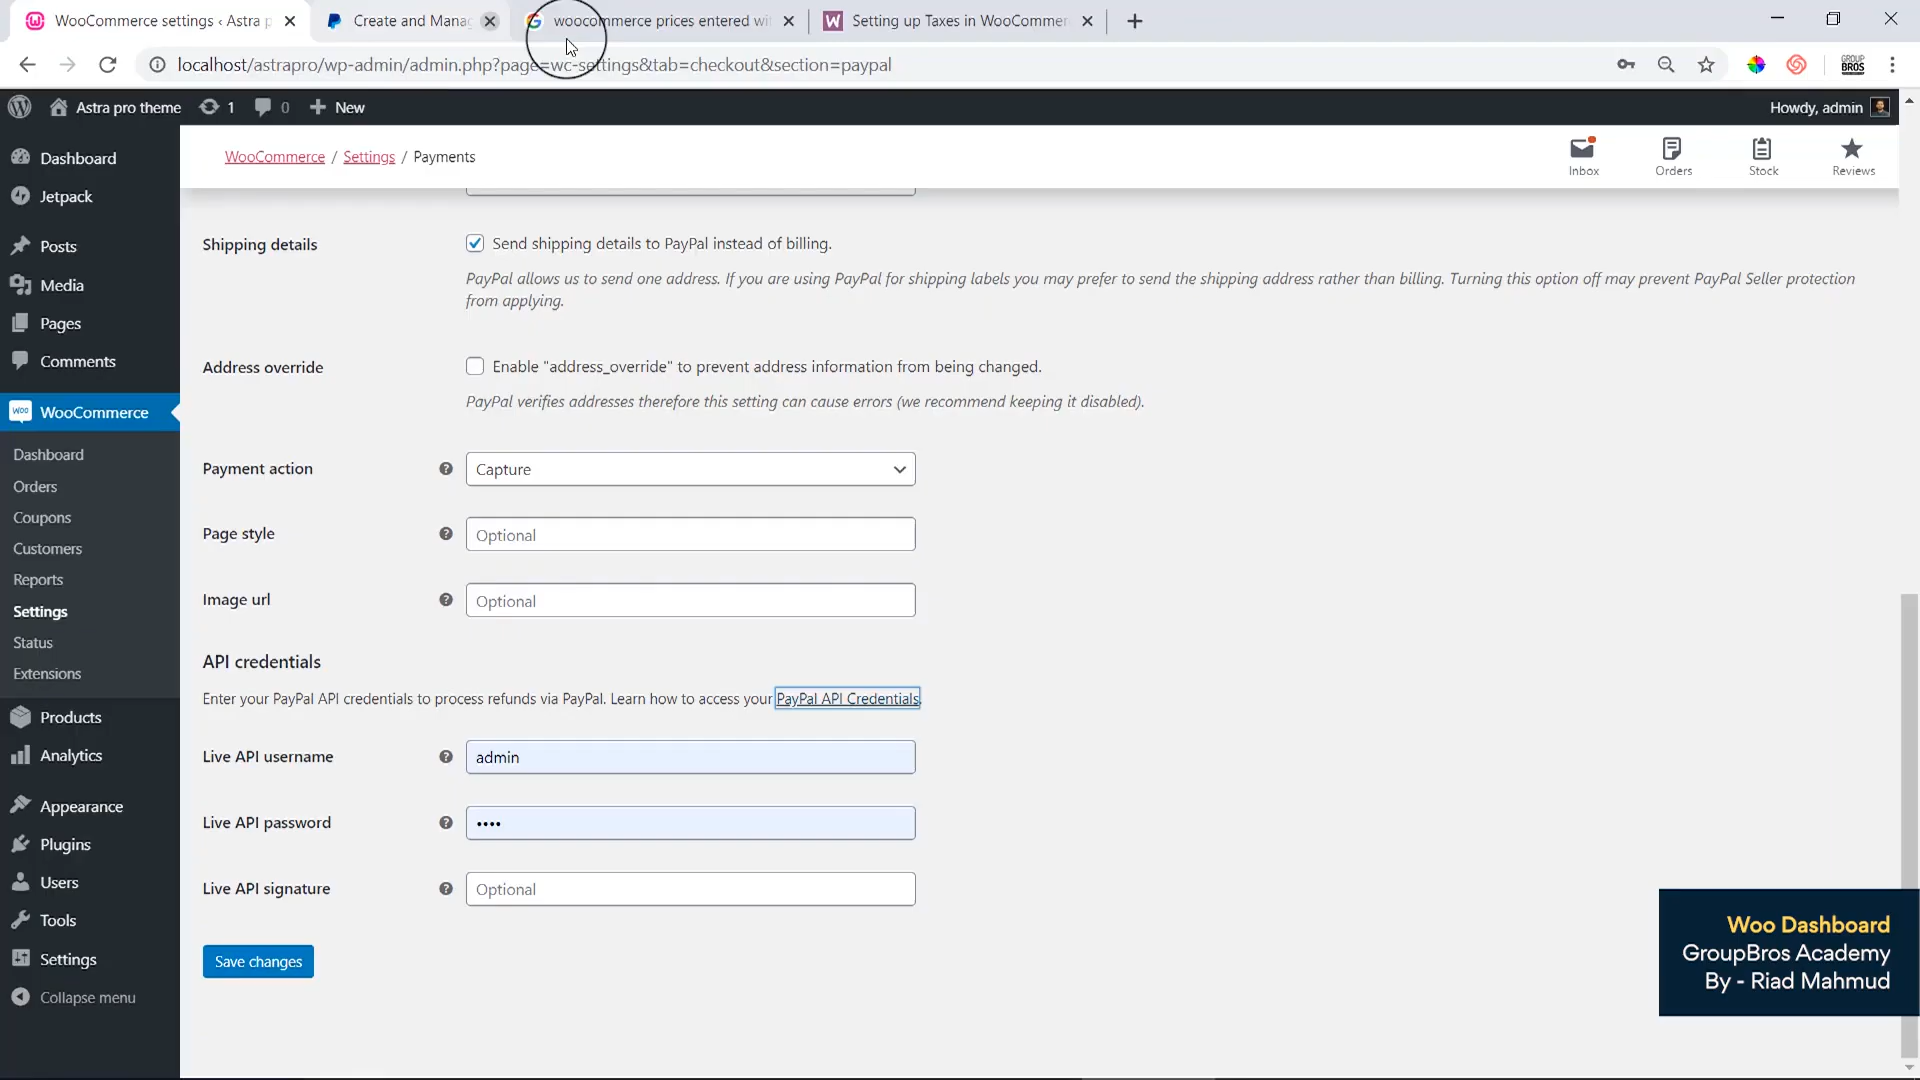 WooCommerce settings ‹ Astra p
Create and Manag
woocommerce prices entered wi
Setting up Taxes in WooCommer
localhost/astrapro/wp-admin/admin.php?page=wc-settings&tab=checkout&section=paypal
GROUP BROS
Astra pro theme
1
0
New
Howdy, admin
Dashboard
Jetpack
Posts
Media
Pages
Comments
WooCommerce
Dashboard
Orders
Coupons
Customers
Reports
Settings
Status
Extensions
Products
Analytics
Appearance
Plugins
Users
Tools
Settings
Collapse menu
WooCommerce / Settings / Payments
Inbox
Orders
Stock
Reviews
Shipping details
Send shipping details to PayPal instead of billing.
PayPal allows us to send one address. If you are using PayPal for shipping labels you may prefer to send the shipping address rather than billing. Turning this option off may prevent PayPal Seller protection
from applying.
Address override
Enable "address_override" to prevent address information from being changed.
PayPal verifies addresses therefore this setting can cause errors (we recommend keeping it disabled).
Payment action
Capture
Page style
Optional
Image url
Optional
API credentials
Enter your PayPal API credentials to process refunds via PayPal. Learn how to access your PayPal API Credentials.
Live API username
admin
Live API password
••••
Live API signature
Optional
Save changes
Woo Dashboard
GroupBros Academy
By - Riad Mahmud